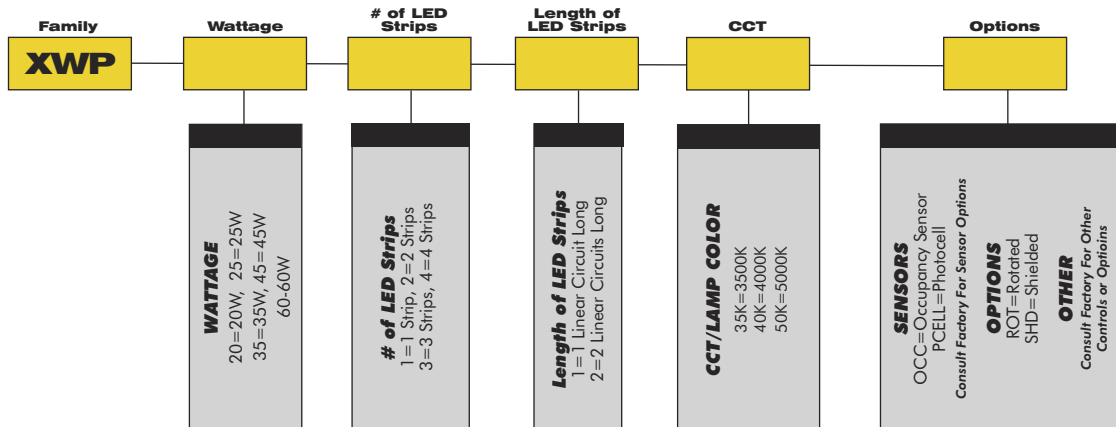 Family
Wattage
# of LED
Strips
Length of
LED Strips
CCT
Options
XWP
WATTAGE
20=20W, 25=25W
35=35W, 45=45W
60-60W
# of LED Strips
1=1 Strip, 2=2 Strips
3=3 Strips, 4=4 Strips
Length of LED Strips
1=1 Linear Circuit Long
2=2 Linear Circuits Long
CCT/LAMP COLOR
35K=3500K
40K=4000K
50K=5000K
SENSORS
OCC=Occupancy Sensor
PCELL=Photocell
Consult Factory For Sensor Options
OPTIONS
ROT=Rotated
SHD=Shielded
OTHER
Consult Factory For Other
Controls or Optioins